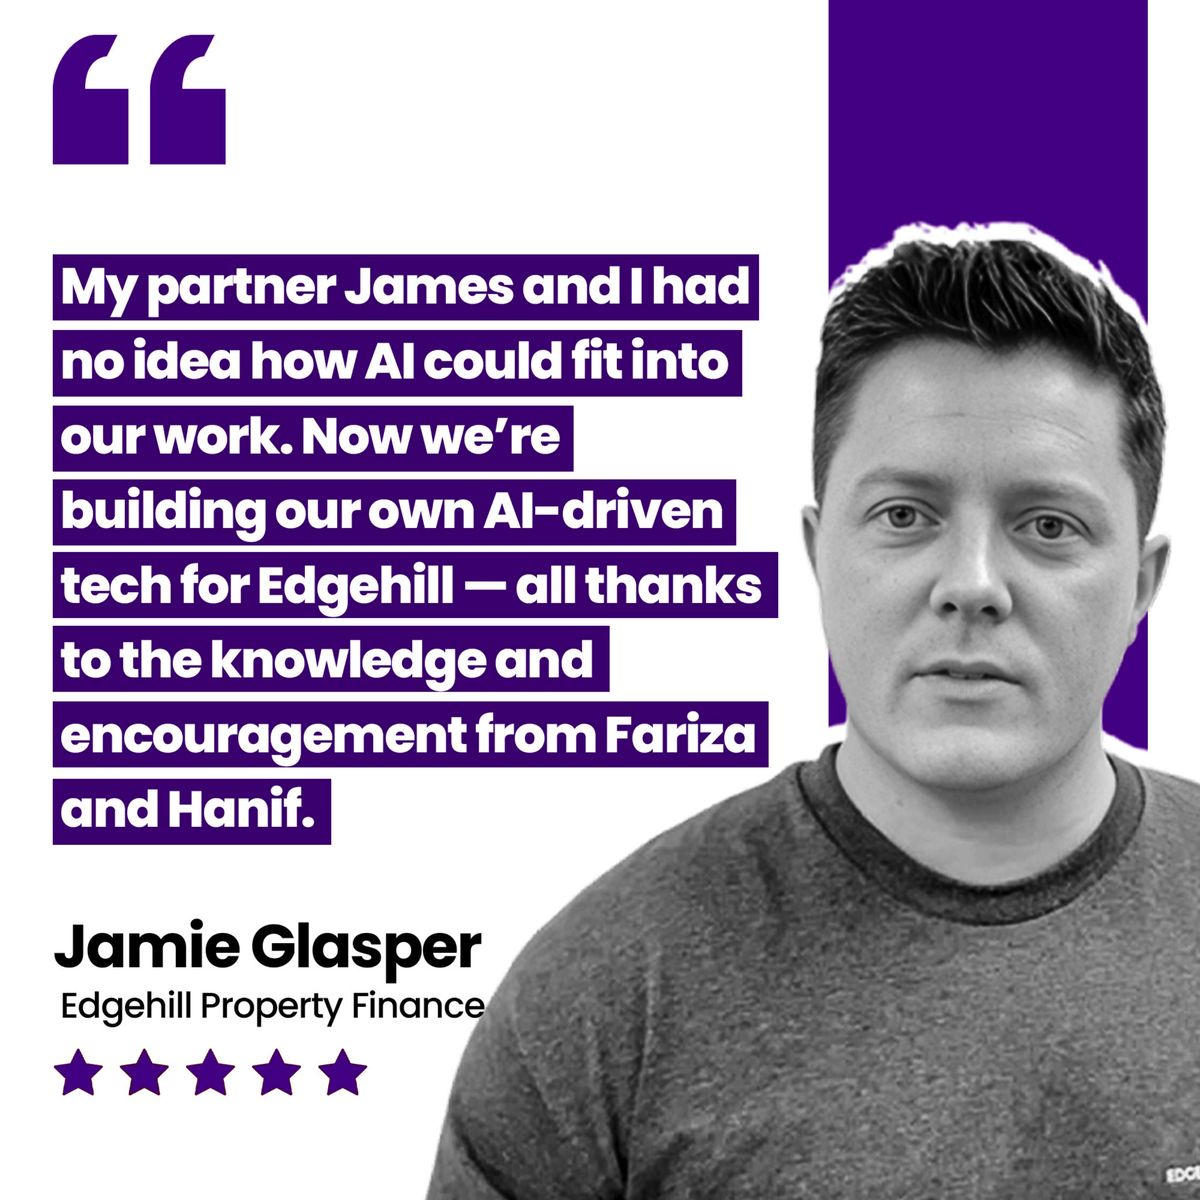 My partner James and I had
no idea how AI could fit into
our work. Now we’re
building our own AI-driven
tech for Edgehill — all thanks
to the knowledge and
encouragement from Fariza
and Hanif.
Jamie Glasper
Edgehill Property Finance